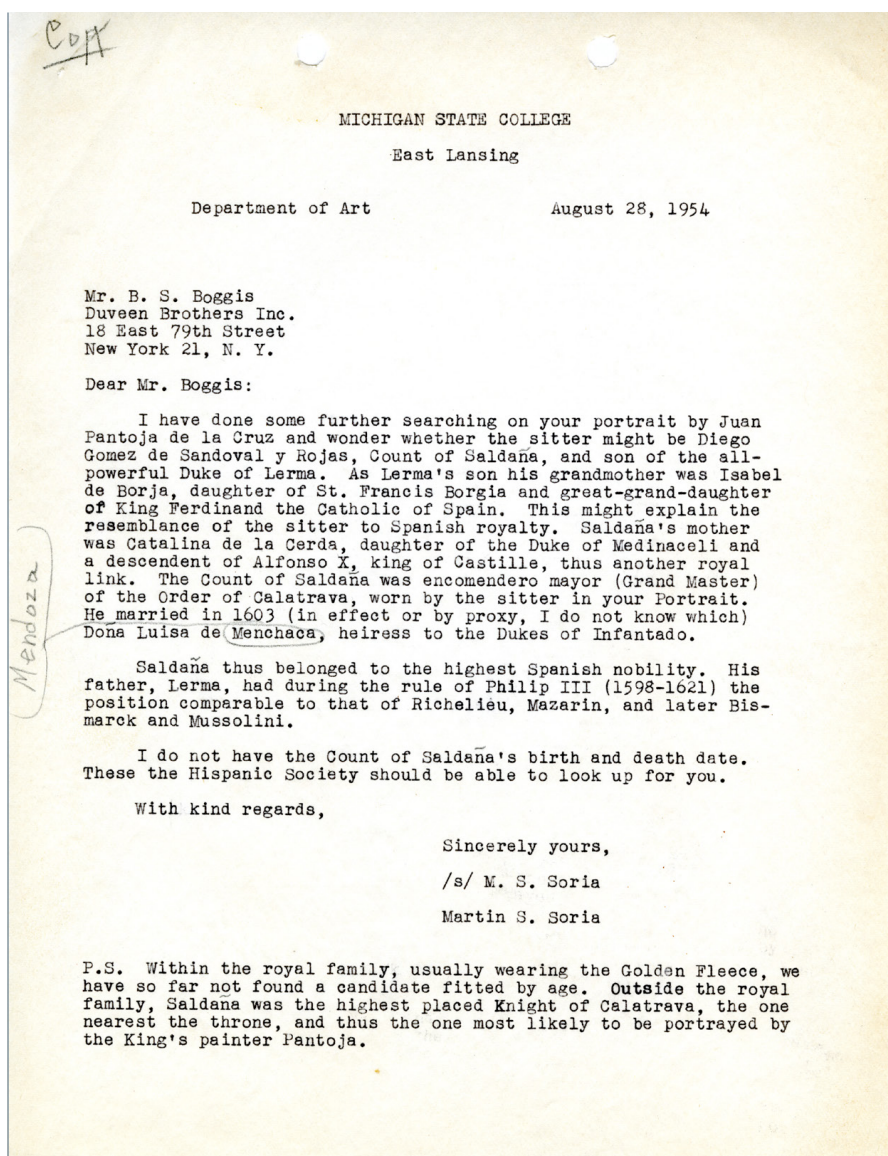 Copy
MICHIGAN STATE COLLEGE
East Lansing
Department of Art August 28, 1954
Mr. B. S. Boggis
Duveen Brothers Inc.
18 East 79th Street
New York 21, N. Y.
Dear Mr. Boggis:
I have done some further searching on your portrait by Juan
Pantoja de la Cruz and wonder whether the sitter might be Diego
Gomez de Sandoval y Rojas, Count of Saldaña, and son of the all-
powerful Duke of Lerma. As Lerma's son his grandmother was Isabel
de Borja, daughter of St. Francis Borgia and great-grand-daughter
of King Ferdinand the Catholic of Spain. This might explain the
resemblance of the sitter to Spanish royalty. Saldaña's mother
was Catalina de la Cerda, daughter of the Duke of Medinaceli and
a descendent of Alfonso X, king of Castille, thus another royal
link. The Count of Saldaña was encomendero mayor (Grand Master)
of the Order of Calatrava, worn by the sitter in your Portrait.
He married in 1603 (in effect or by proxy, I do not know which)
Doña Luisa de Menchaca, heiress to the Dukes of Infantado.
Mendoza
Saldaña thus belonged to the highest Spanish nobility. His
father, Lerma, had during the rule of Philip III (1598-1621) the
position comparable to that of Richelieu, Mazarin, and later Bis-
marck and Mussolini.
I do not have the Count of Saldaña's birth and death date.
These the Hispanic Society should be able to look up for you.
With kind regards,
Sincerely yours,
/s/ M. S. Soria
Martin S. Soria
P.S. Within the royal family, usually wearing the Golden Fleece, we
have so far not found a candidate fitted by age. Outside the royal
family, Saldaña was the highest placed Knight of Calatrava, the one
nearest the throne, and thus the one most likely to be portrayed by
the King's painter Pantoja.